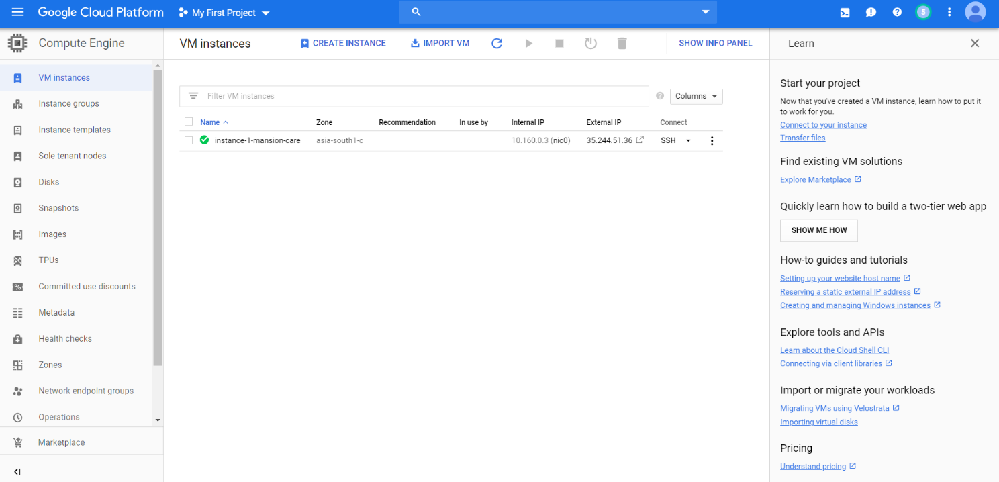 Google Cloud Platform
My First Project
5
Compute Engine
VM instances
Instance groups
Instance templates
Sole tenant nodes
Disks
Snapshots
Images
TPUs
Committed use discounts
Metadata
Health checks
Zones
Network endpoint groups
Operations
Marketplace
VM instances
CREATE INSTANCE
IMPORT VM
SHOW INFO PANEL
Filter VM instances
Columns
Name Zone Recommendation In use by Internal IP External IP Connect
instance-1-mansion-care asia-south1-c 10.160.0.3 (nic0) 35.244.51.36 SSH
Learn
Start your project
Now that you've created a VM instance, learn how to put it
to work for you.
Connect to your instance
Transfer files
Find existing VM solutions
Explore Marketplace
Quickly learn how to build a two-tier web app
SHOW ME HOW
How-to guides and tutorials
Setting up your website host name
Reserving a static external IP address
Creating and managing Windows instances
Explore tools and APIs
Learn about the Cloud Shell CLI
Connecting via client libraries
Import or migrate your workloads
Migrating VMs using Velostrata
Importing virtual disks
Pricing
Understand pricing